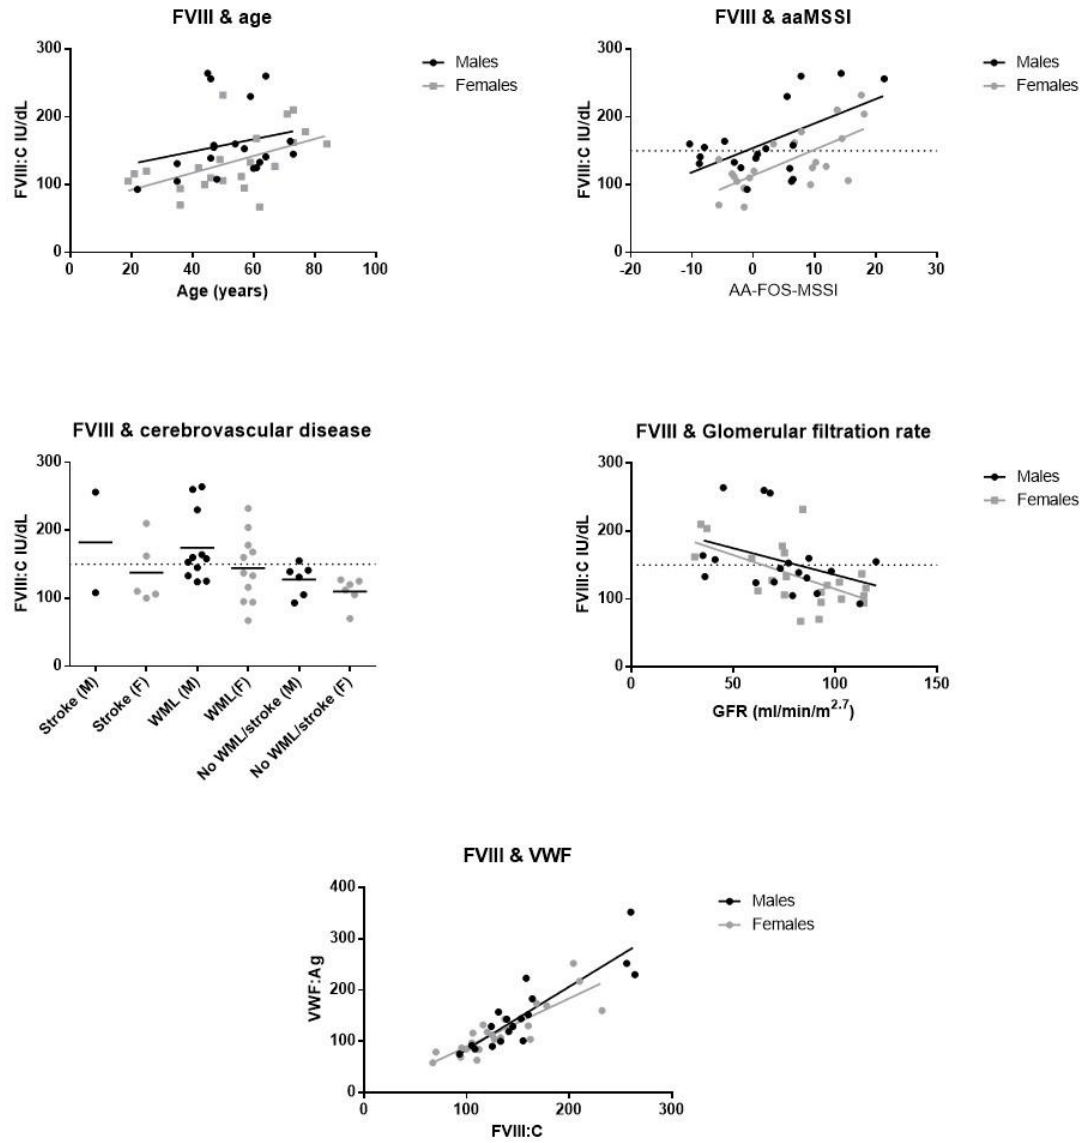 FVIII & age
300
200
100
0
FVIII:C IU/dL
0 20 40 60 80 100
Age (years)
Males
Females
FVIII & aaMSSI
300
200
100
0
FVIII:C IU/dL
-20 -10 0 10 20 30
AA-FOS-MSSI
Males
Females
FVIII & cerebrovascular disease
300
200
100
0
FVIII:C IU/dL
Stroke (M)
Stroke (F)
WML (M)
WML(F)
No WML/stroke (M)
No WML/stroke (F)
FVIII & Glomerular filtration rate
300
200
100
0
FVIII:C IU/dL
0 50 100 150
GFR (ml/min/m2.7)
Males
Females
FVIII & VWF
400
300
200
100
0
VWF:Ag
0 100 200 300
FVIII:C
Males
Females